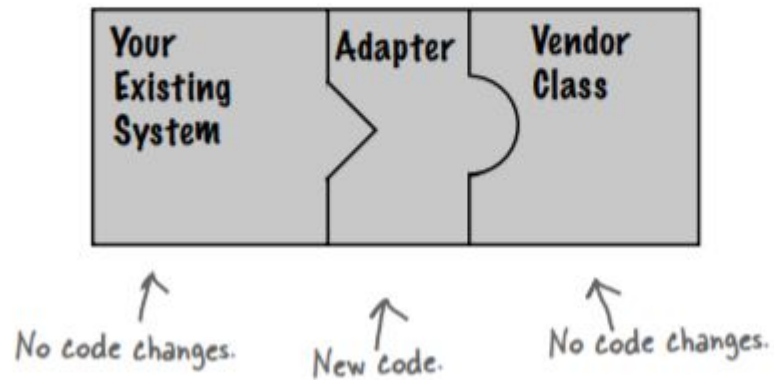 Your
Existing
System
Adapter
Vendor
Class
No code changes.
New code.
No code changes.